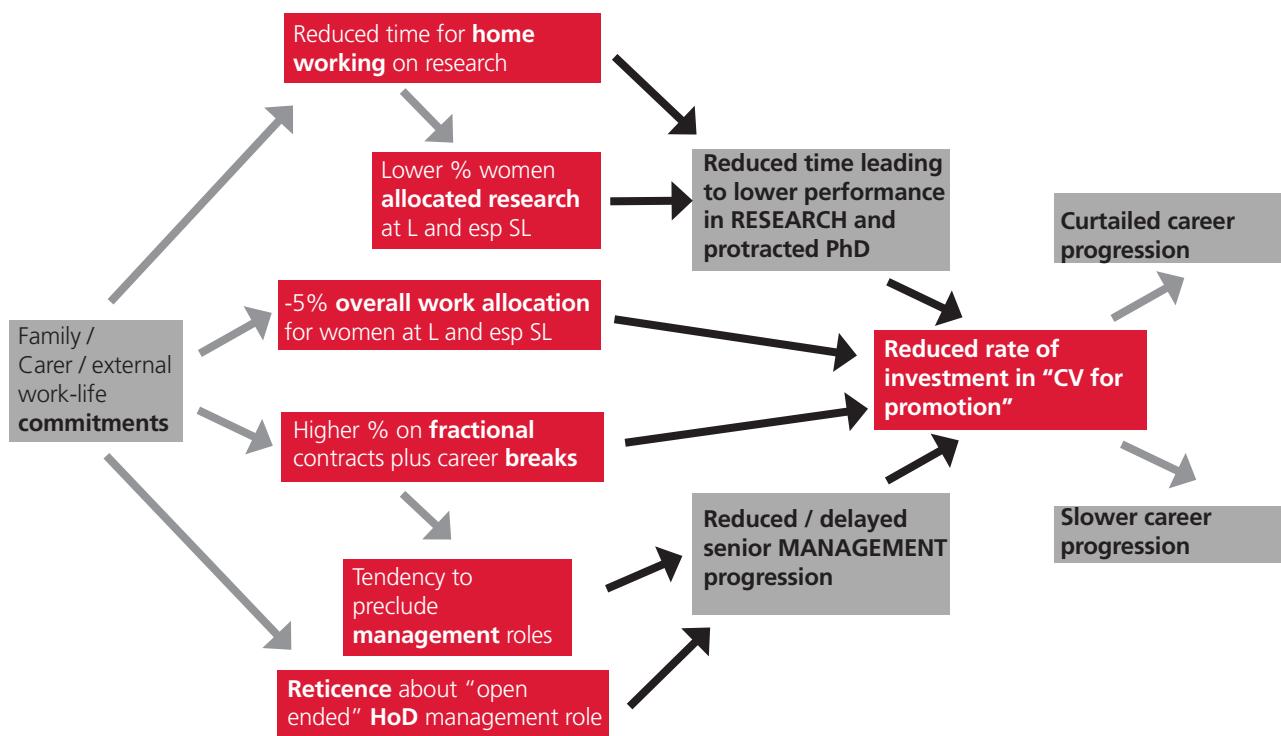 Reduced time for home
working on research
Lower % women
allocated research
at L and esp SL
Reduced time leading
to lower performance
in RESEARCH and
protracted PhD
Curtailed career
progression
-5% overall work allocation
for women at L and esp SL
Family /
Carer / external
work-life
commitments
Reduced rate of
investment in “CV for
promotion”
Higher % on fractional
contracts plus career breaks
Reduced / delayed
senior MANAGEMENT
progression
Slower career
progression
Tendency to
preclude
management roles
Reticence about “open
ended” HoD management role